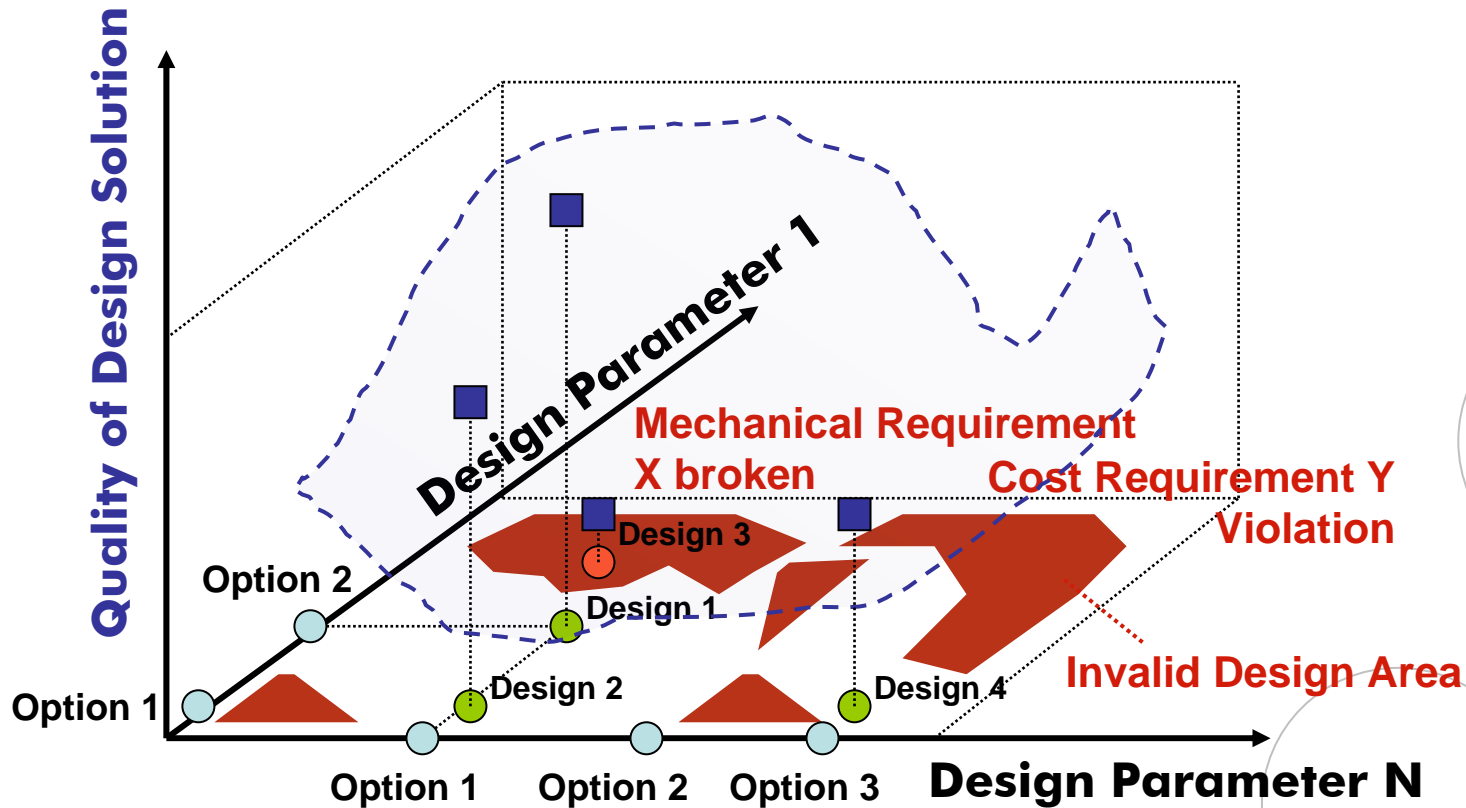 Quality of Design Solution
Design Parameter 1
Mechanical Requirement
X broken
Cost Requirement Y
Violation
Design 3
Option 2
Design 1
Invalid Design Area
Option 1
Design 2
Design 4
Option 1
Option 2
Option 3
Design Parameter N